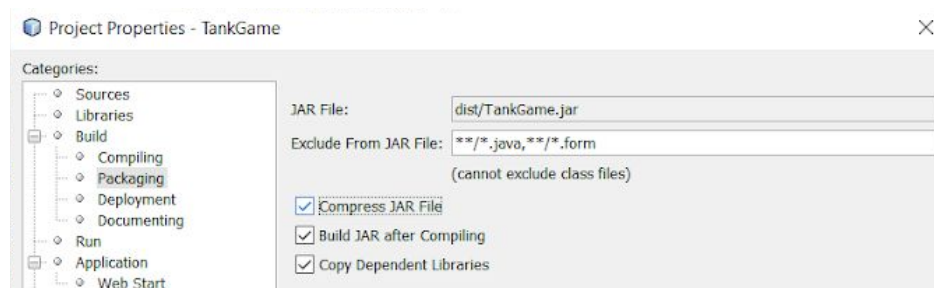 Project Properties - TankGame
Categories:
Sources
Libraries
Build
Compiling
Packaging
Deployment
Documenting
Run
Application
Web Start
JAR File: dist/TankGame.jar
Exclude From JAR File: **/*.java,**/*.form
(cannot exclude class files)
Compress JAR File
Build JAR after Compiling
Copy Dependent Libraries